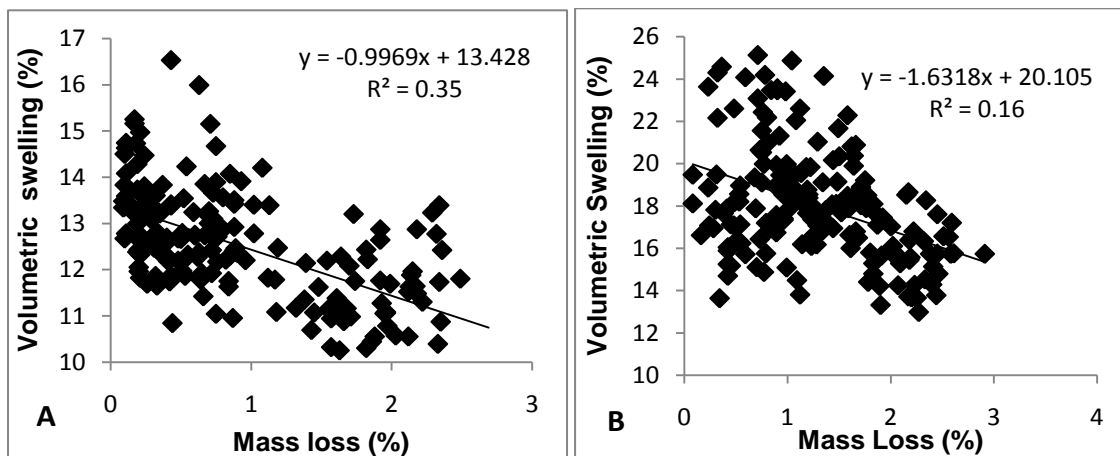 Volumetric swelling (%)
17
16
15
14
13
12
11
10
y = -0.9969x + 13.428
R² = 0.35
0
1
2
3
A
Mass loss (%)
Volumetric Swelling (%)
26
24
22
20
18
16
14
12
10
y = -1.6318x + 20.105
R² = 0.16
0
1
2
3
4
B
Mass Loss (%)